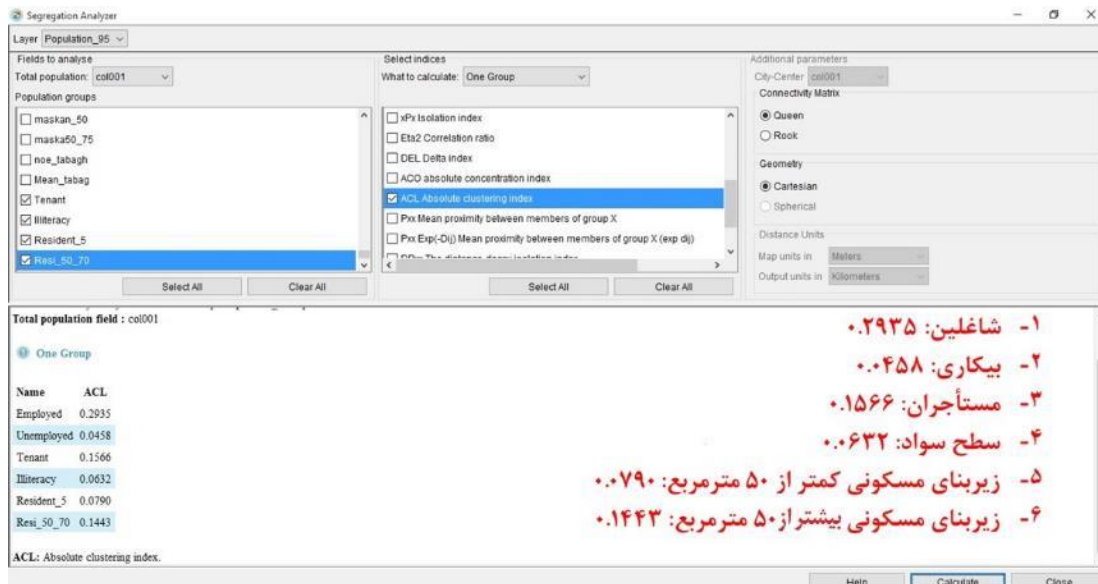 Segregation Analyzer
Layer Population_95
Fields to analyse
Total population: col001
Population groups
maskan_50
maska50_75
noe_tabagh
Mean_tabag
Tenant
Illiteracy
Resident_5
Resi_50_70
Select All Clear All
Select indices
What to calculate: One Group
xPx Isolation index
Eta2 Correlation ratio
DEL Delta index
ACO absolute concentration index
ACL Absolute clustering index
Pxx Mean proximity between members of group X
Pxx Exp(-Dij) Mean proximity between members of group X (exp dij)
Select All Clear All
Additional parameters
City-Center col001
Connectivity Matrix
Queen
Rook
Geometry
Cartesian
Spherical
Distance Units
Map units in Meters
Output units in Kilometers
Total population field : col001
One Group
Name ACL
Employed 0.2935
Unemployed 0.0458
Tenant 0.1566
Illiteracy 0.0632
Resident_5 0.0790
Resi_50_70 0.1443
ACL: Absolute clustering index.
۱- شاغلین: ۰.۲۹۳۵
۲- بیکاری: ۰.۰۴۵۸
۳- مستأجران: ۰.۱۵۶۶
۴- سطح سواد: ۰.۰۶۳۲
۵- زیربنای مسکونی کمتر از ۵۰ مترمربع: ۰.۰۷۹۰
۶- زیربنای مسکونی بیشتراز۵۰ مترمربع: ۰.۱۴۴۳
Help Calculate Close